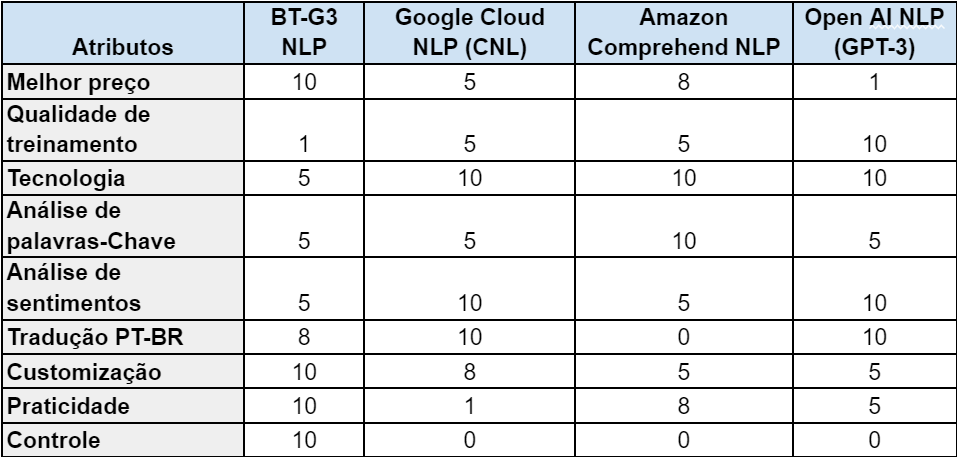 Atributos BT-G3 NLP Google Cloud NLP (CNL) Amazon Comprehend NLP Open AI NLP (GPT-3)
Melhor preço 10 5 8 1
Qualidade de
treinamento 1 5 5 10
Tecnologia 5 10 10 10
Análise de
palavras-Chave 5 5 10 5
Análise de
sentimentos 5 10 5 10
Tradução PT-BR 8 10 0 10
Customização 10 8 5 5
Praticidade 10 1 8 5
Controle 10 0 0 0